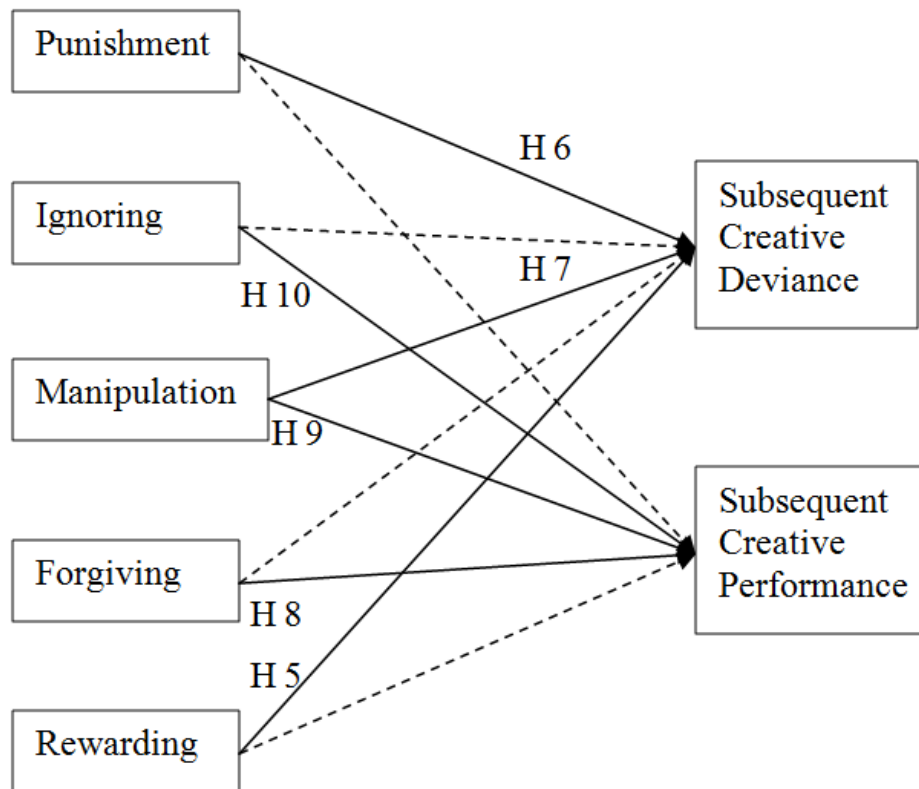 Punishment
H 6
Subsequent
Creative
Deviance
Ignoring
H 7
H 10
Manipulation
H 9
Subsequent
Creative
Performance
Forgiving
H 8
H 5
Rewarding